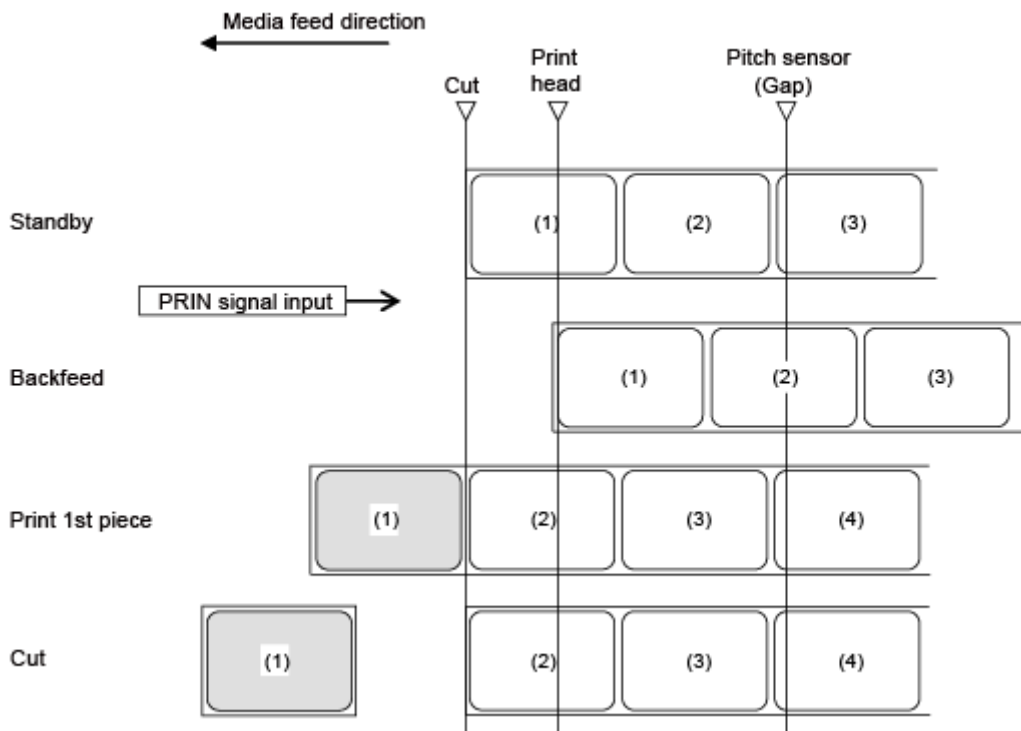 Media feed direction
Cut
Print
head
Pitch sensor
(Gap)
Standby
(1)
(2)
(3)
PRIN signal input
Backfeed
(1)
(2)
(3)
Print 1st piece
(1)
(2)
(3)
(4)
Cut
(1)
(2)
(3)
(4)